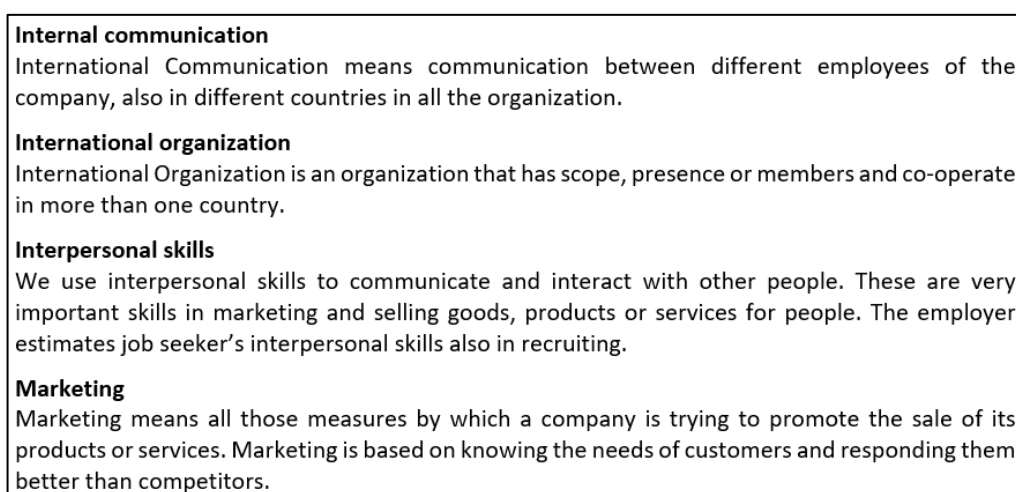 Internal communication
International Communication means communication between different employees of the
company, also in different countries in all the organization.
International organization
International Organization is an organization that has scope, presence or members and co-operate
in more than one country.
Interpersonal skills
We use interpersonal skills to communicate and interact with other people. These are very
important skills in marketing and selling goods, products or services for people. The employer
estimates job seeker’s interpersonal skills also in recruiting.
Marketing
Marketing means all those measures by which a company is trying to promote the sale of its
products or services. Marketing is based on knowing the needs of customers and responding them
better than competitors.